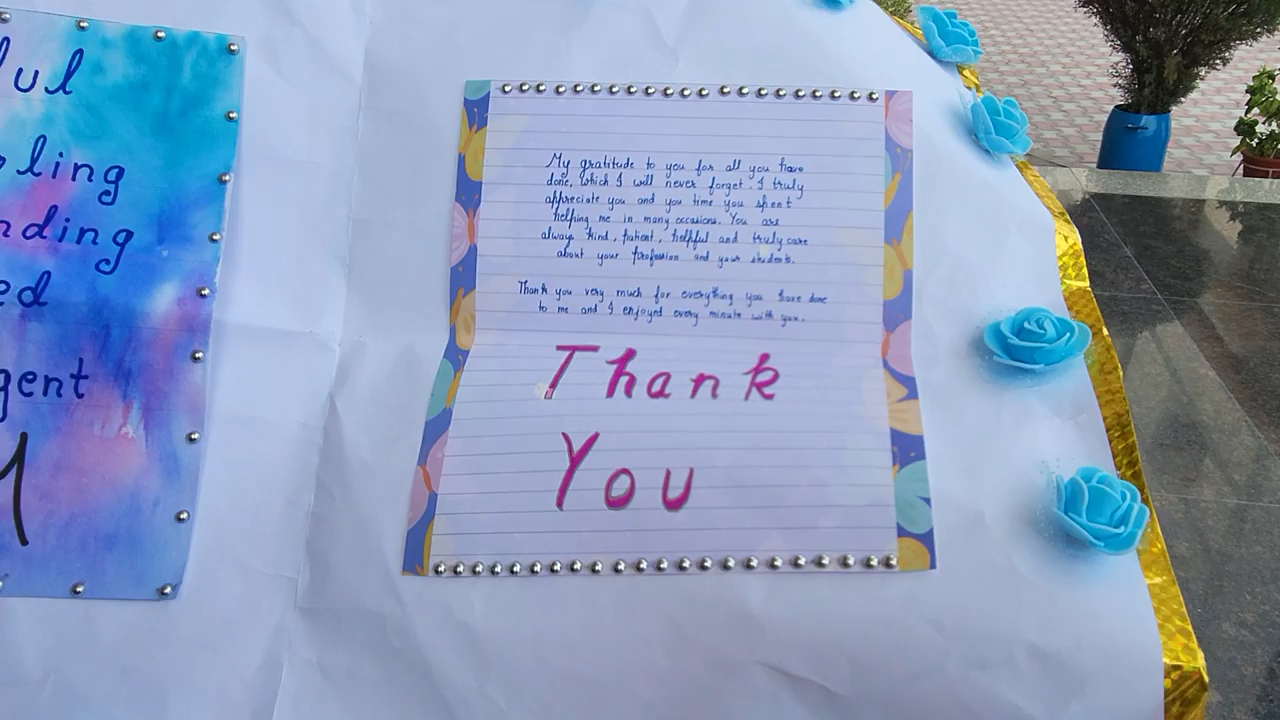 ul
ling
nding
ed
gent
My gratitude to you for all you have
done, which I will never forget. I truly
appreciate you and you time you spent
helping me in many occasions. You are
always kind, patient, helpful and truly care
about your profession and your students.
Thank you very much for everything you have done
to me and I enjoyed every minute with you.
Thank
You